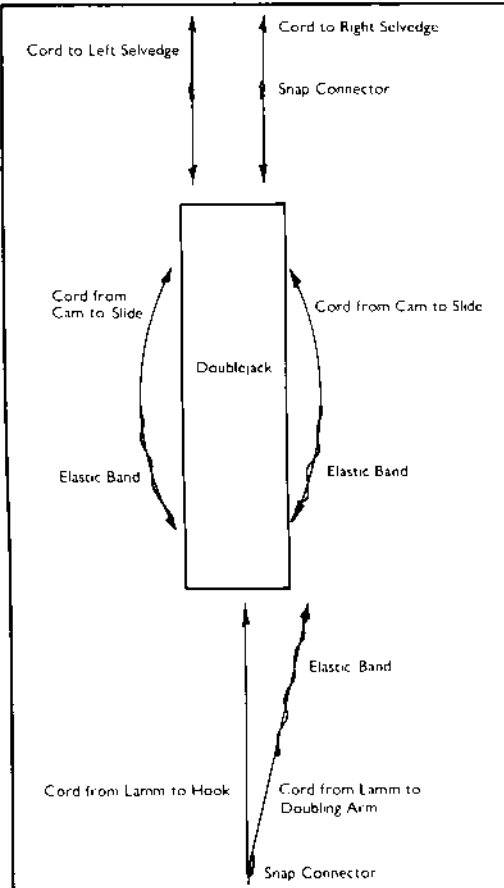 Cord to Right Selvedge
Cord to Left Selvedge
Snap Connector
Cord from
Cam to Slide
Cord from Cam to Slide
Doublejack
Elastic Band
Elastic Band
Elastic Band
Cord from Lamm to Hook
Cord from Lamm to
Doubling Arm
Snap Connector